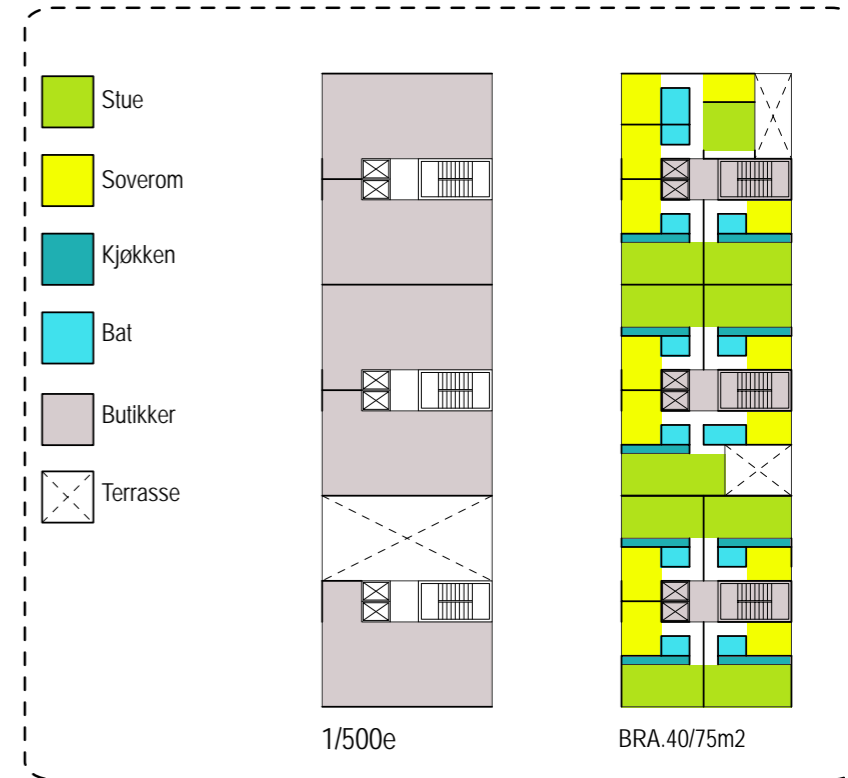 Stue
Soverom
Kjøkken
Bat
Butikker
Terrasse
1/500e
BRA.40/75m2